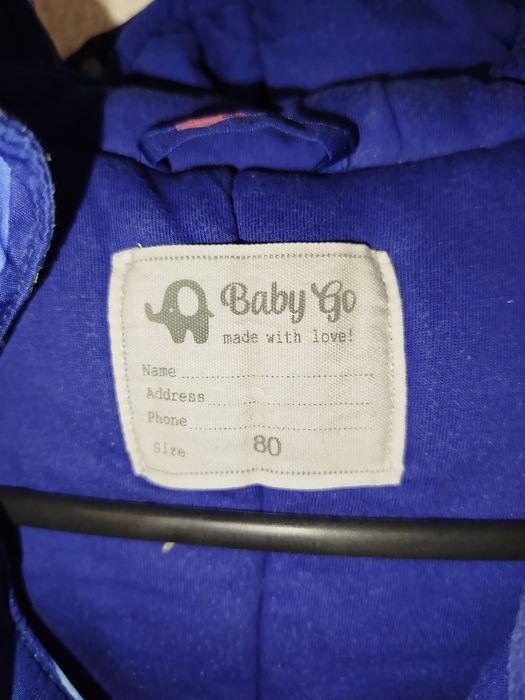 Baby Go
made with love!
Name
Address
Phone
Size 80